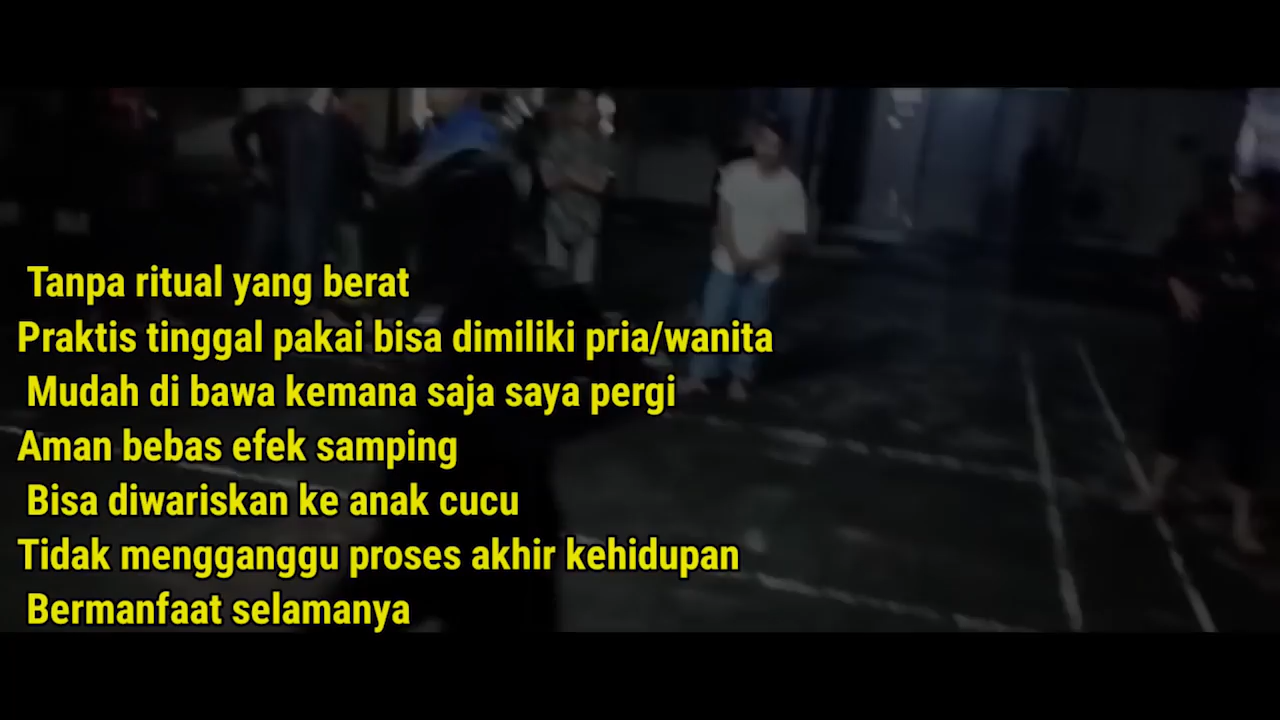 Tanpa ritual yang berat
Praktis tinggal pakai bisa dimiliki pria/wanita
Mudah di bawa kemana saja saya pergi
Aman bebas efek samping
Bisa diwariskan ke anak cucu
Tidak mengganggu proses akhir kehidupan
Bermanfaat selamanya